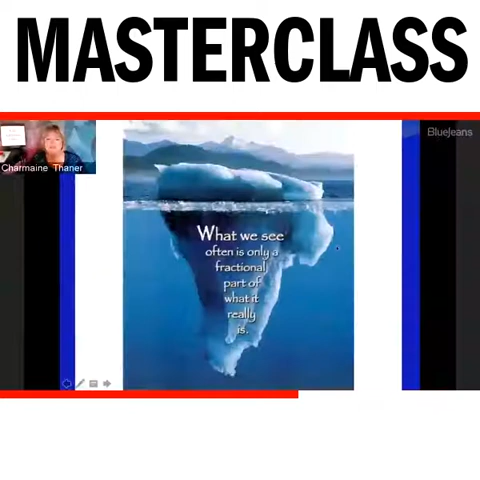 MASTERCLASS
BlueJeans
Charmaine Thaner
What we see
often is only a
fractional
part of
what it
really
is.